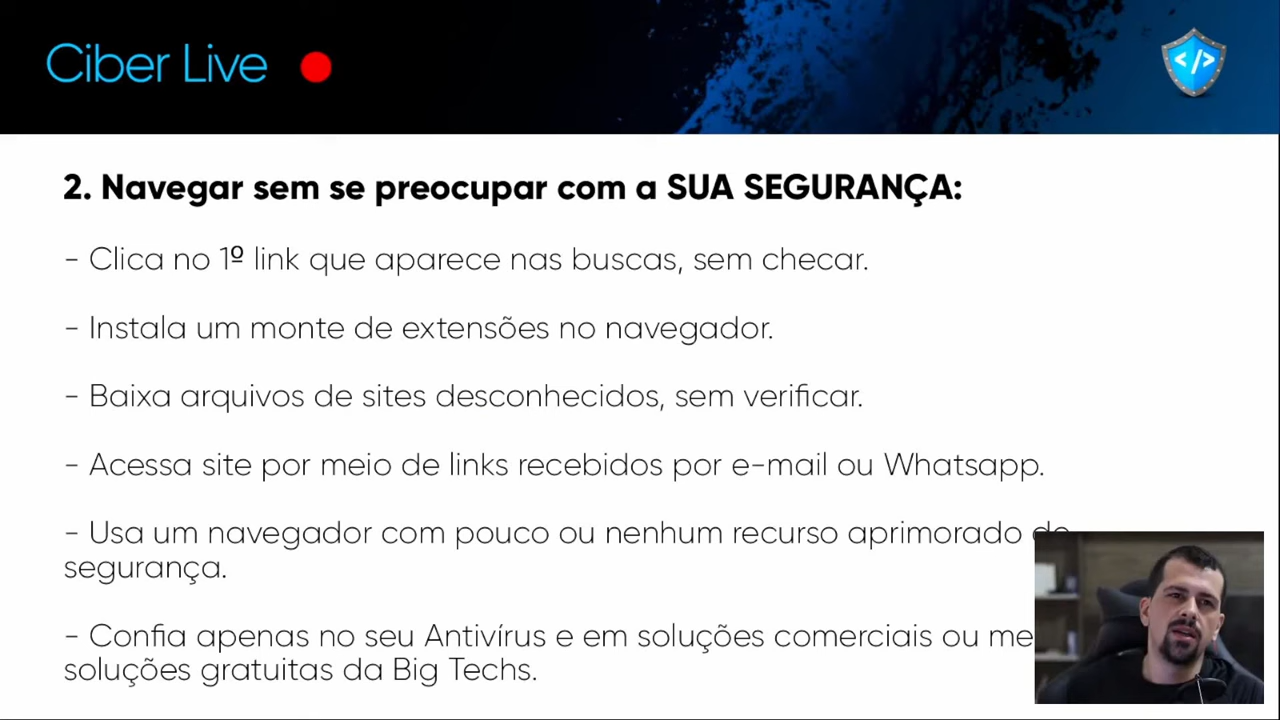 Ciber Live
</>
2. Navegar sem se preocupar com a SUA SEGURANÇA:
- Clica no 1º link que aparece nas buscas, sem checar.
- Instala um monte de extensões no navegador.
- Baixa arquivos de sites desconhecidos, sem verificar.
- Acessa site por meio de links recebidos por e-mail ou Whatsapp.
- Usa um navegador com pouco ou nenhum recurso aprimorado de
segurança.
- Confia apenas no seu Antivírus e em soluções comerciais ou
soluções gratuitas da Big Techs.